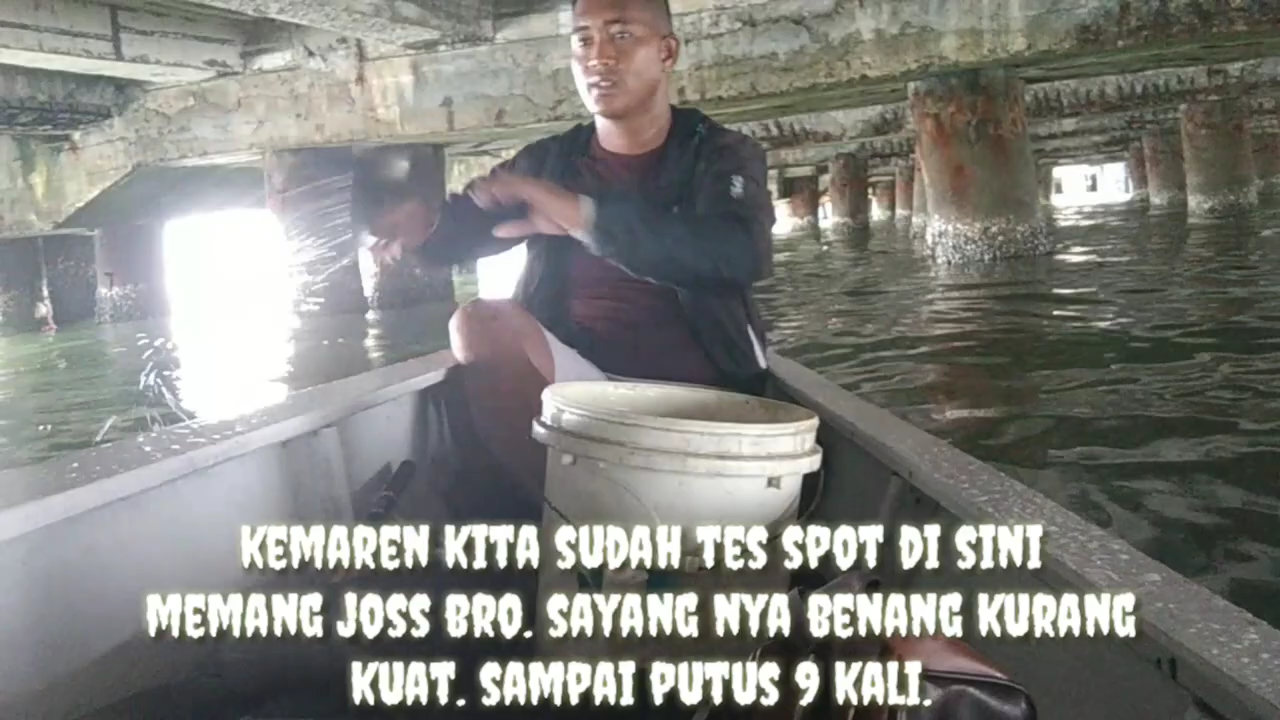 KEMAREN KITA SUDAH TES SPOT DI SINI
MEMANG JOSS BRO. SAYANG NYA BENANG KURANG
KUAT. SAMPAI PUTUS 9 KALI.